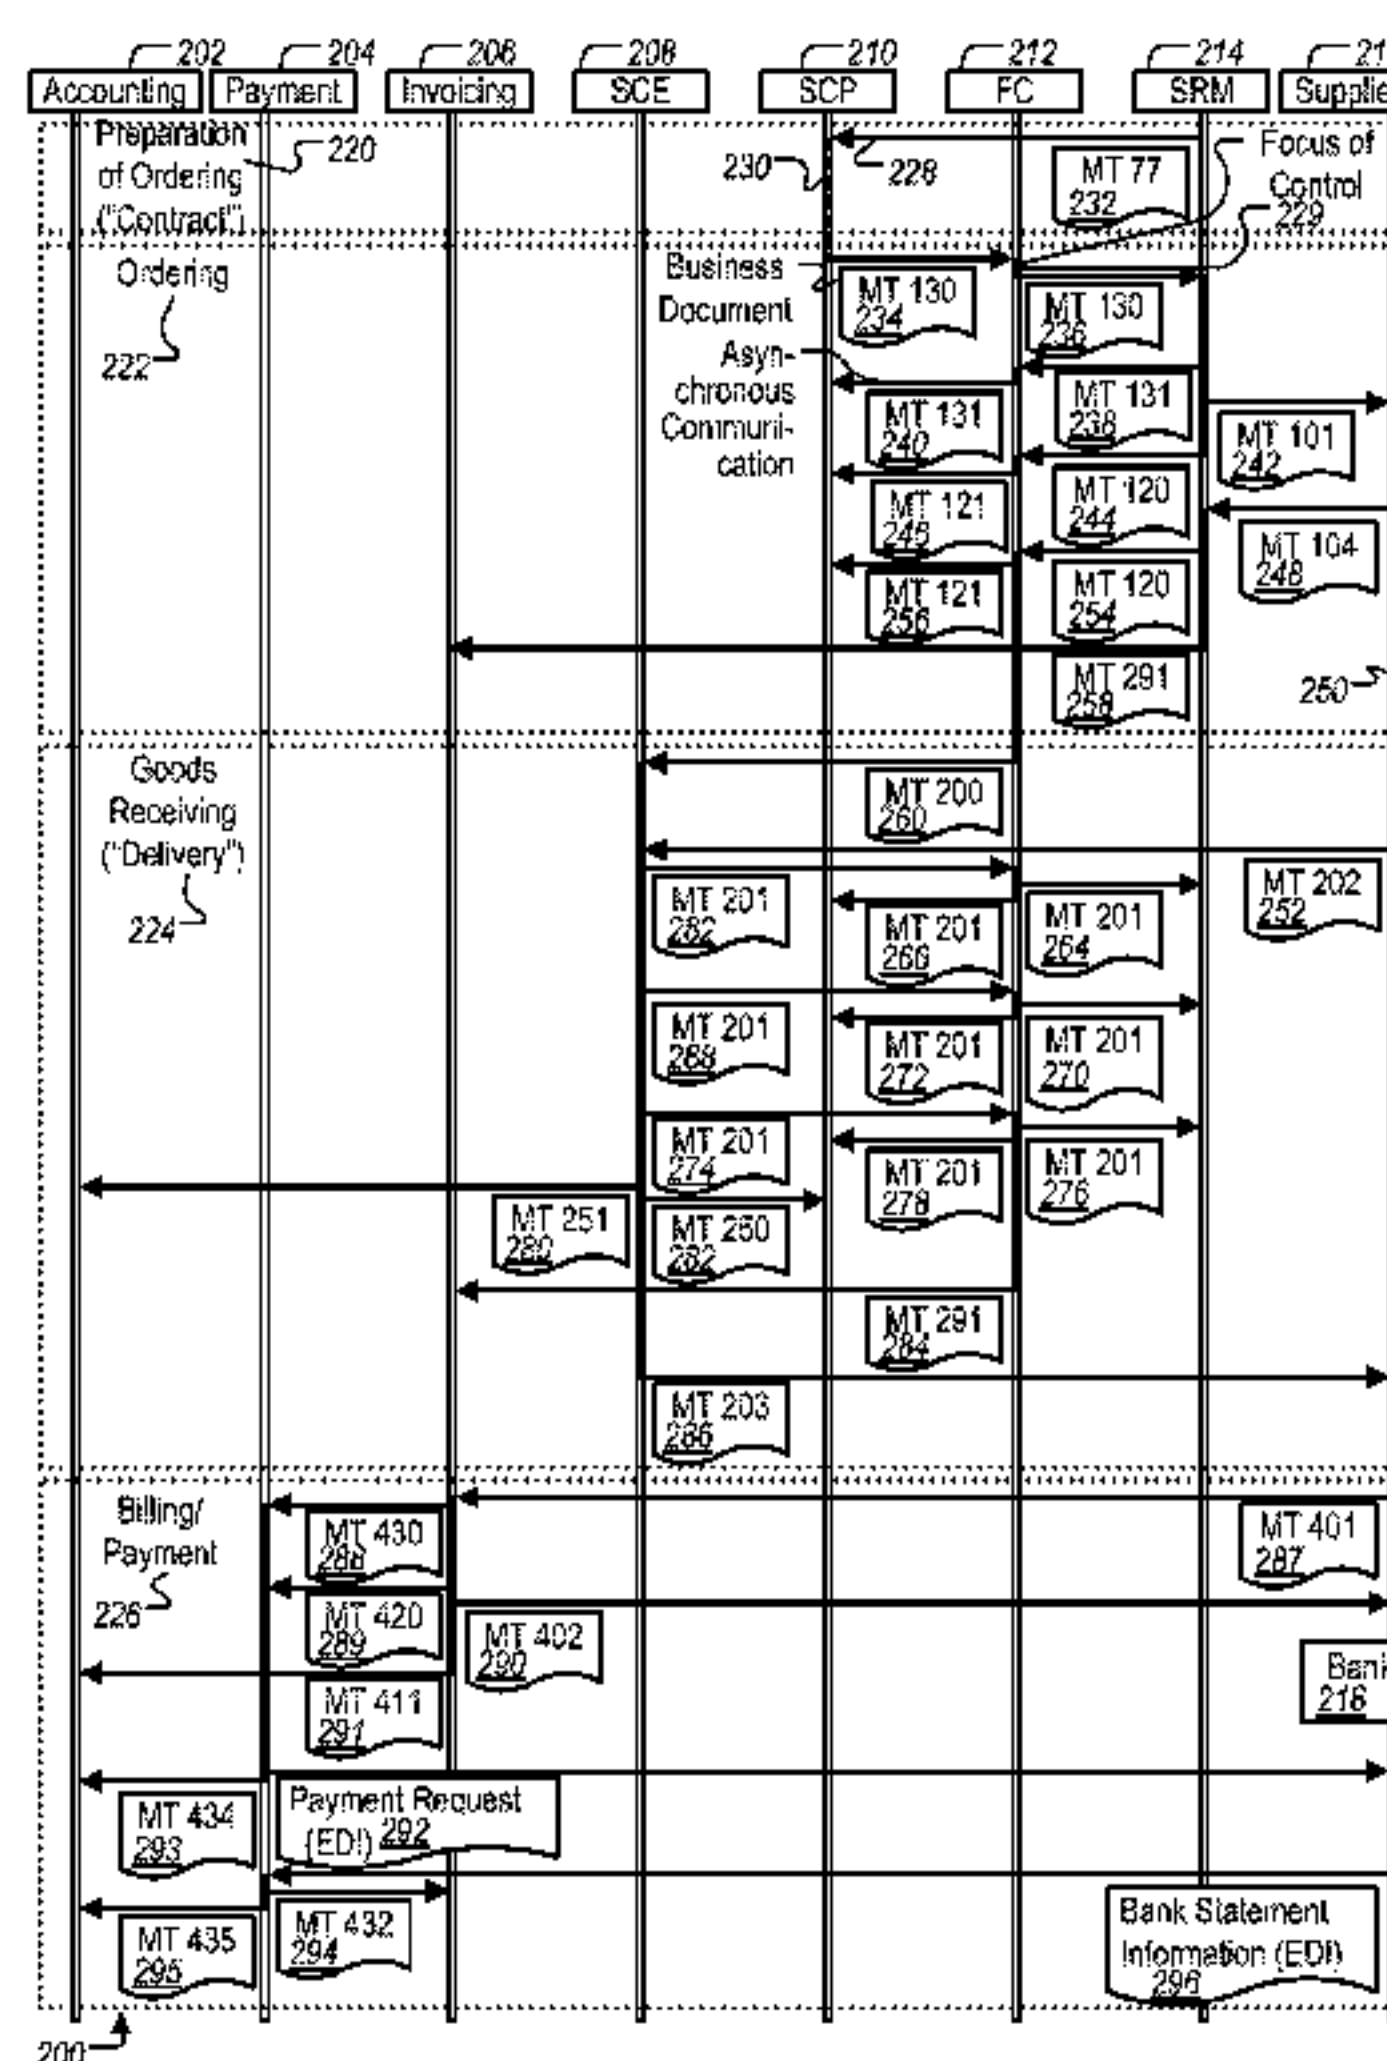 202 204 206 208 210 212 214 21
Accounting Payment Invoicing SCE SCP FC SRM Supplie
Preparation
of Ordering
("Contract")
220
230
228
MT 77
232
Focus of
Control
229
Ordering
222
Business
Document
MT 130
234
MT 130
236
Asyn-
chronous
Communi-
cation
MT 131
240
MT 131
238
MT 101
242
MT 121
MT 120
244
MT 104
248
MT 121
256
MT 120
254
MT 291
258
250
Goods
Receiving
("Delivery")
224
MT 200
260
MT 202
252
MT 201
282
MT 201
266
MT 201
264
MT 201
268
MT 201
272
MT 201
270
MT 201
274
MT 201
278
MT 201
276
MT 251
280
MT 250
282
MT 291
284
MT 203
286
Billing/
Payment
226
MT 430
288
MT 401
287
MT 420
289
MT 402
290
Bank
218
MT 411
291
MT 434
293
Payment Request
(EDI) 292
MT 435
295
MT 432
294
Bank Statement
Information (EDI)
296
200